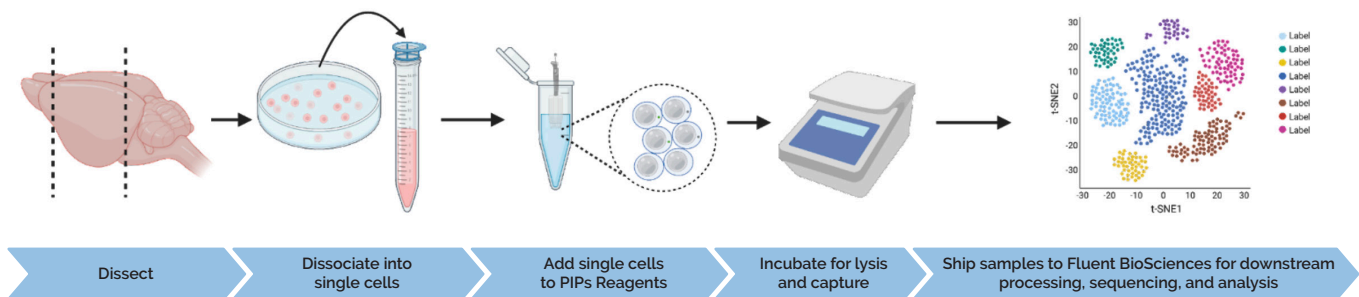 t-SNE2
30
20
10
0
-10
-20
-30
-30
-20
-10
0
10
20
30
t-SNE1
Label
Label
Label
Label
Label
Label
Label
Label
Dissect
Dissociate into
single cells
Add single cells
to PIPs Reagents
Incubate for lysis
and capture
Ship samples to Fluent BioSciences for downstream
processing, sequencing, and analysis